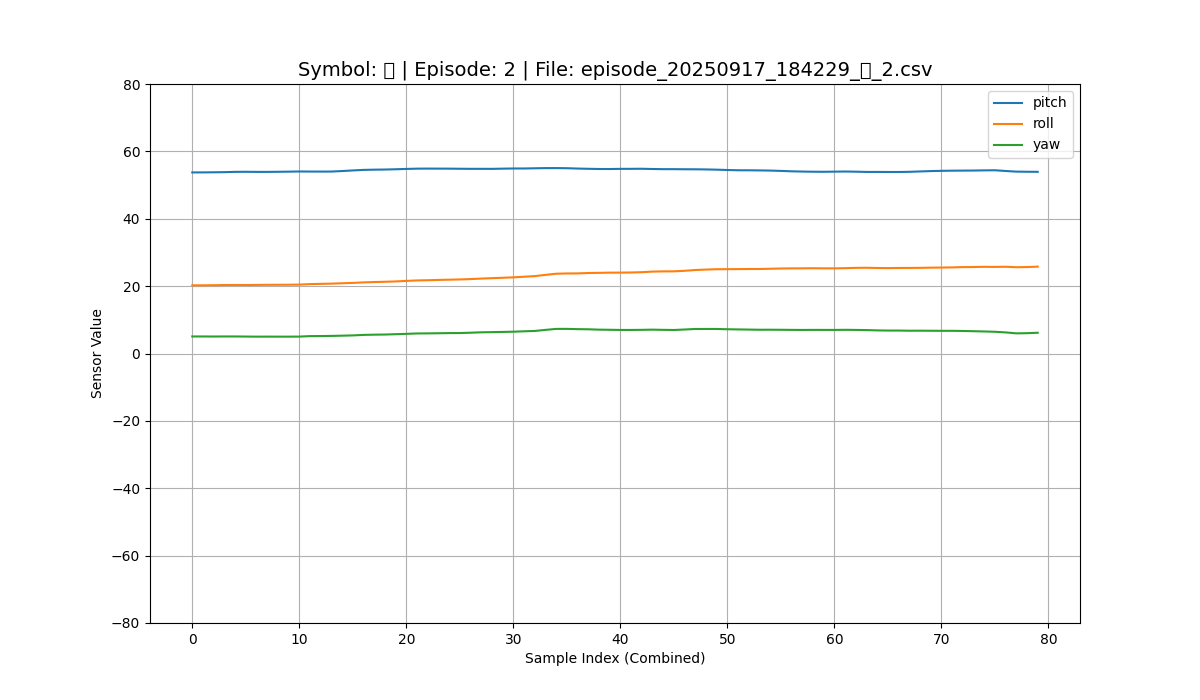 Symbol: | Episode: 2 | File: episode_20250917_184229_▯_2.csv
80
60
40
20
0
−20
−40
−60
−80
Sensor Value
pitch
roll
yaw
0 10 20 30 40 50 60 70 80
Sample Index (Combined)